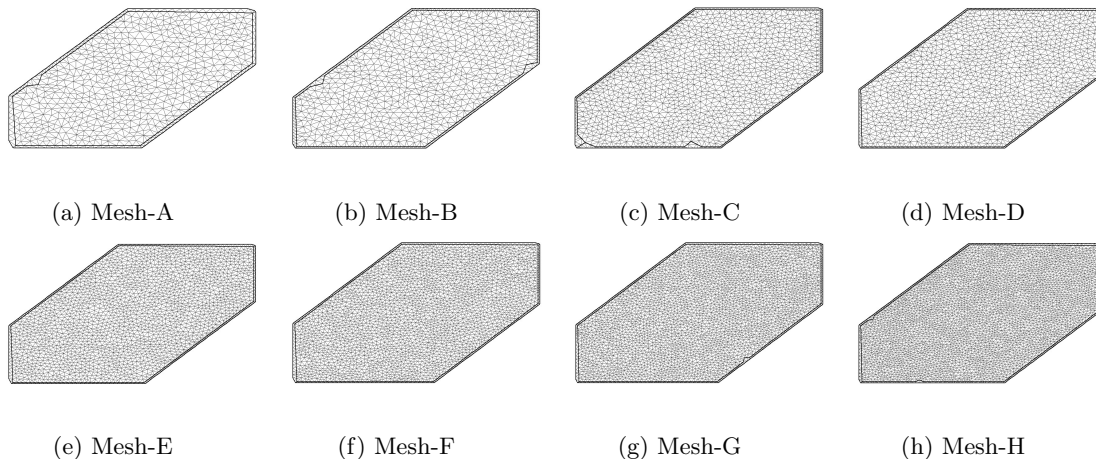 (a) Mesh-A
(b) Mesh-B
(c) Mesh-C
(d) Mesh-D
(e) Mesh-E
(f) Mesh-F
(g) Mesh-G
(h) Mesh-H